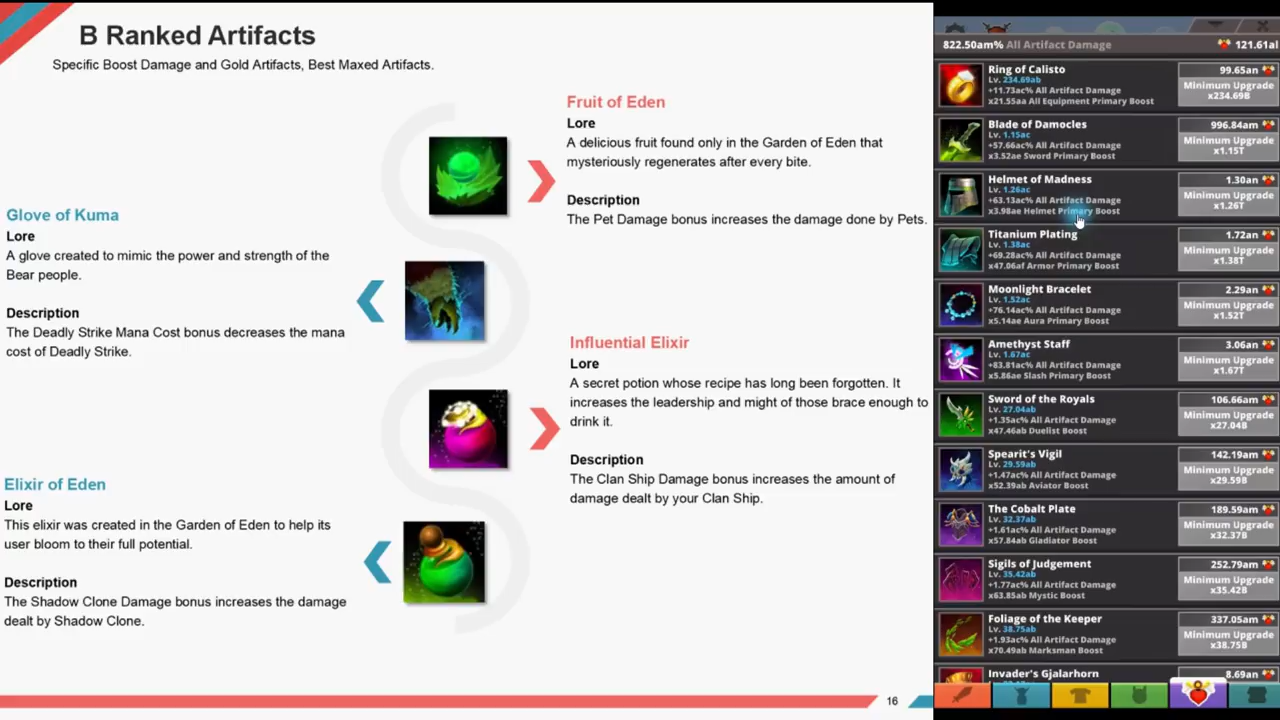 B Ranked Artifacts
Specific Boost Damage and Gold Artifacts, Best Maxed Artifacts.
Fruit of Eden
Lore
A delicious fruit found only in the Garden of Eden that
mysteriously regenerates after every bite.
Description
The Pet Damage bonus increases the damage done by Pets.
Glove of Kuma
Lore
A glove created to mimic the power and strength of the
Bear people.
Description
The Deadly Strike Mana Cost bonus decreases the mana
cost of Deadly Strike.
Influential Elixir
Lore
A secret potion whose recipe has long been forgotten. It
increases the leadership and might of those brace enough to
drink it.
Description
The Clan Ship Damage bonus increases the amount of
damage dealt by your Clan Ship.
Elixir of Eden
Lore
This elixir was created in the Garden of Eden to help its
user bloom to their full potential.
Description
The Shadow Clone Damage bonus increases the damage
dealt by Shadow Clone.
16
822.50am% All Artifact Damage
121.61al
Ring of Calisto
Lv. 234.69ab
+11.73ac% All Artifact Damage
x21.55aa All Equipment Primary Boost
99.65an
Minimum Upgrade
x234.69B
Blade of Damocles
Lv. 1.15ac
+57.66ac% All Artifact Damage
x3.52ae Sword Primary Boost
996.84am
Minimum Upgrade
x1.15T
Helmet of Madness
Lv. 1.26ac
+63.13ac% All Artifact Damage
x3.98ae Helmet Primary Boost
1.30an
Minimum Upgrade
x1.26T
Titanium Plating
Lv. 1.38ac
+69.28ac% All Artifact Damage
x47.06af Armor Primary Boost
1.72an
Minimum Upgrade
x1.38T
Moonlight Bracelet
Lv. 1.52ac
+76.14ac% All Artifact Damage
x5.14ae Aura Primary Boost
2.29an
Minimum Upgrade
x1.52T
Amethyst Staff
Lv. 1.67ac
+83.81ac% All Artifact Damage
x5.86ae Slash Primary Boost
3.06an
Minimum Upgrade
x1.67T
Sword of the Royals
Lv. 27.04ab
+1.35ac% All Artifact Damage
x47.46ab Duelist Boost
106.66am
Minimum Upgrade
x27.04B
Spearit's Vigil
Lv. 29.59ab
+1.47ac% All Artifact Damage
x52.39ab Aviator Boost
142.19am
Minimum Upgrade
x29.59B
The Cobalt Plate
Lv. 32.37ab
+1.61ac% All Artifact Damage
x57.84ab Gladiator Boost
189.59am
Minimum Upgrade
x32.37B
Sigils of Judgement
Lv. 35.42ab
+1.77ac% All Artifact Damage
x63.85ab Mystic Boost
252.79am
Minimum Upgrade
x35.42B
Foliage of the Keeper
Lv. 38.75ab
+1.93ac% All Artifact Damage
x70.49ab Marksman Boost
337.05am
Minimum Upgrade
x38.75B
Invader's Gjalarhorn
8.69an